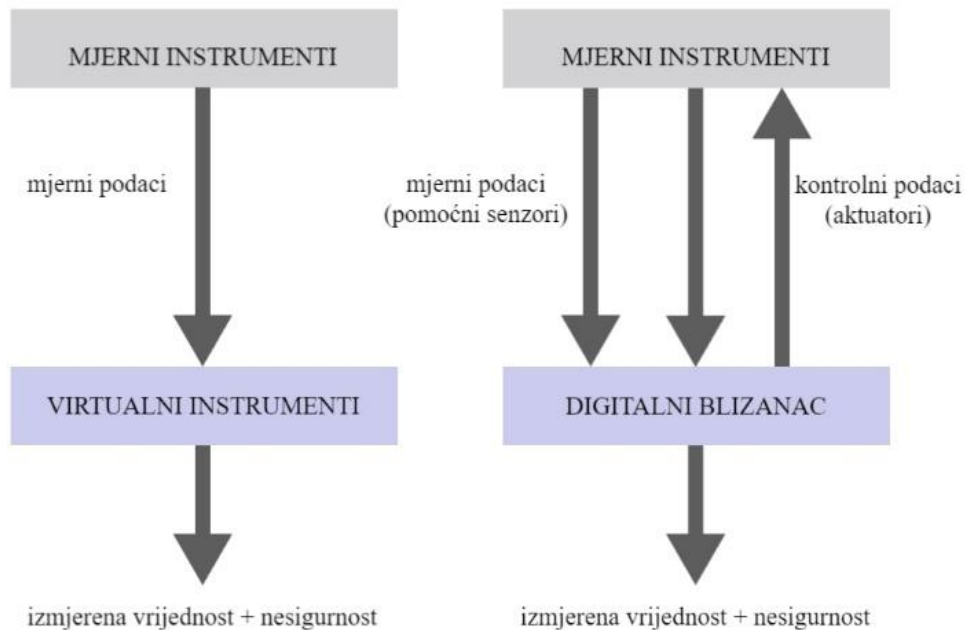 MJERNI INSTRUMENTI
mjerni podaci
VIRTUALNI INSTRUMENTI
izmjerena vrijednost + nesigurnost
MJERNI INSTRUMENTI
mjerni podaci
(pomoćni senzori)
kontrolni podaci
(aktuatori)
DIGITALNI BLIZANAC
izmjerena vrijednost + nesigurnost